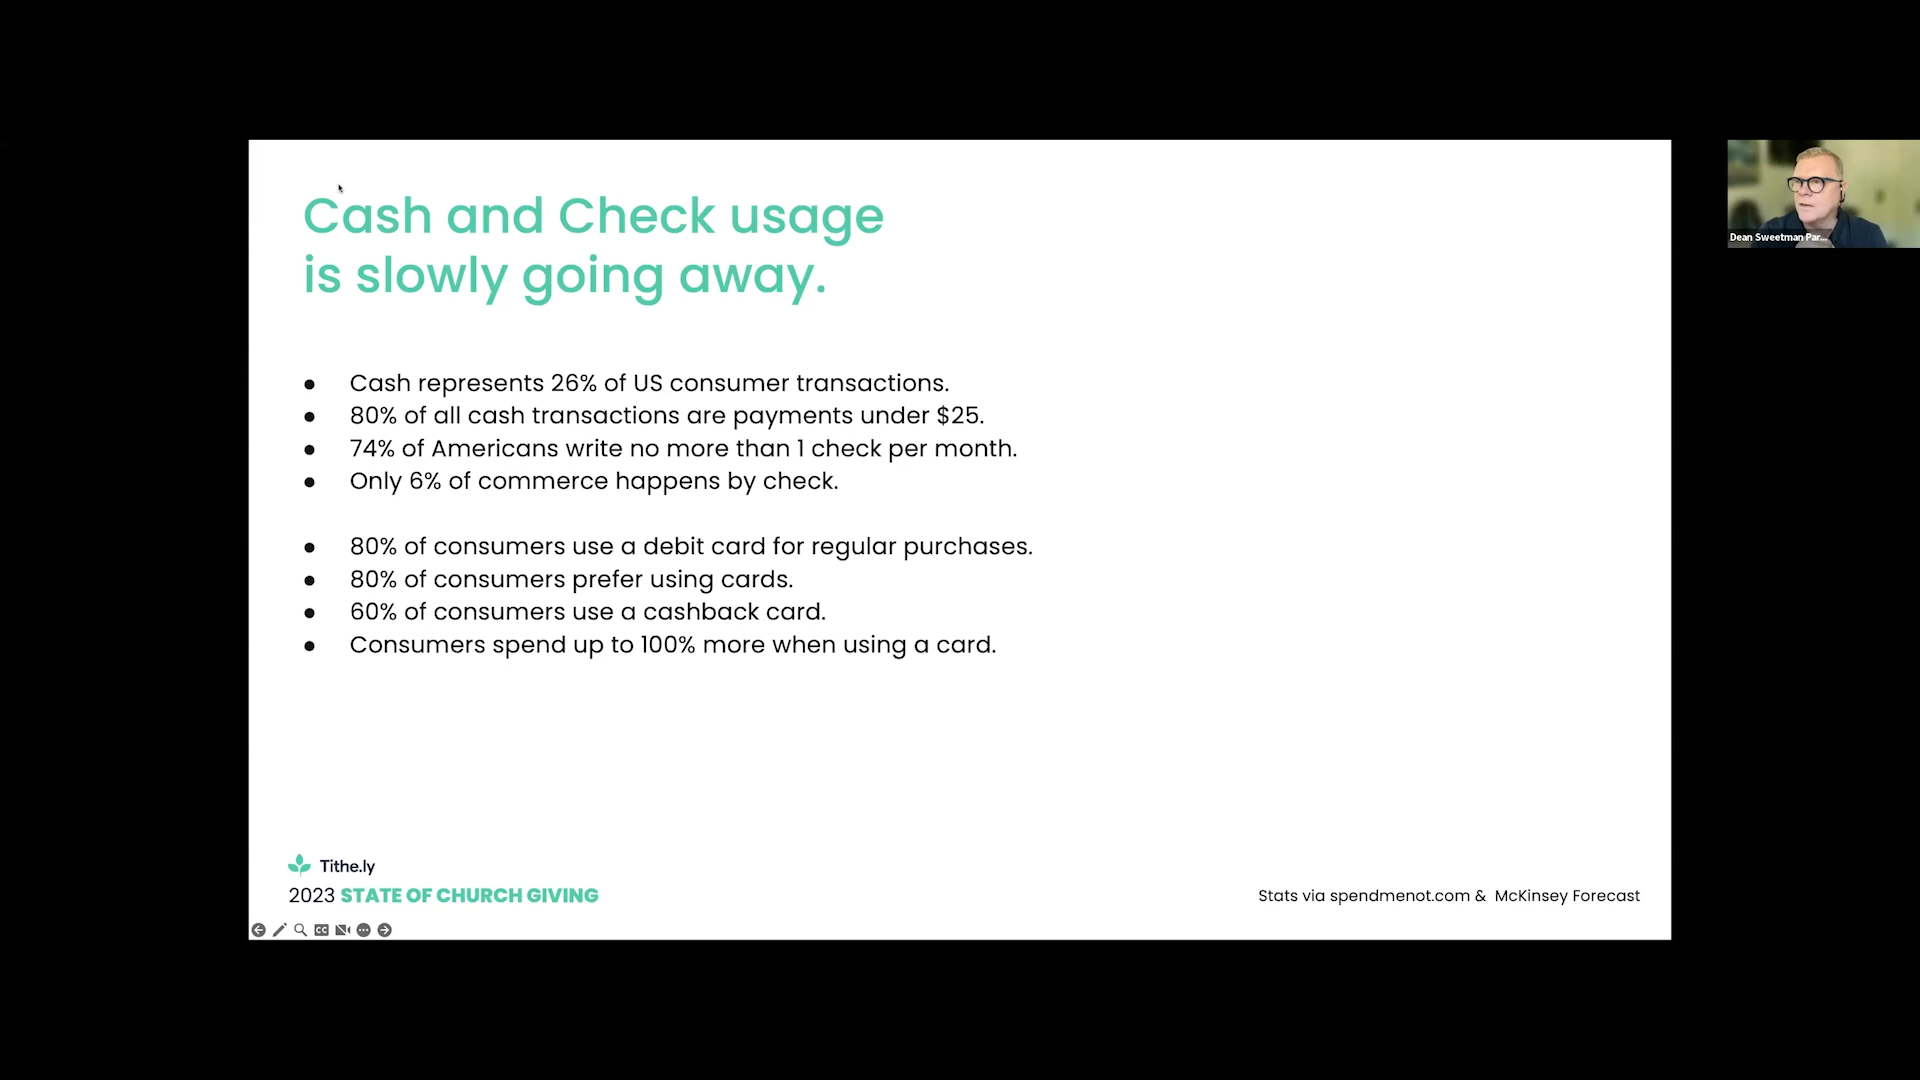 Cash and Check usage
is slowly going away.
● Cash represents 26% of US consumer transactions.
● 80% of all cash transactions are payments under $25.
● 74% of Americans write no more than 1 check per month.
● Only 6% of commerce happens by check.
● 80% of consumers use a debit card for regular purchases.
● 80% of consumers prefer using cards.
● 60% of consumers use a cashback card.
● Consumers spend up to 100% more when using a card.
Tithe.ly
2023 STATE OF CHURCH GIVING
Stats via spendmenot.com & McKinsey Forecast
CC
Dean Sweetman Par...